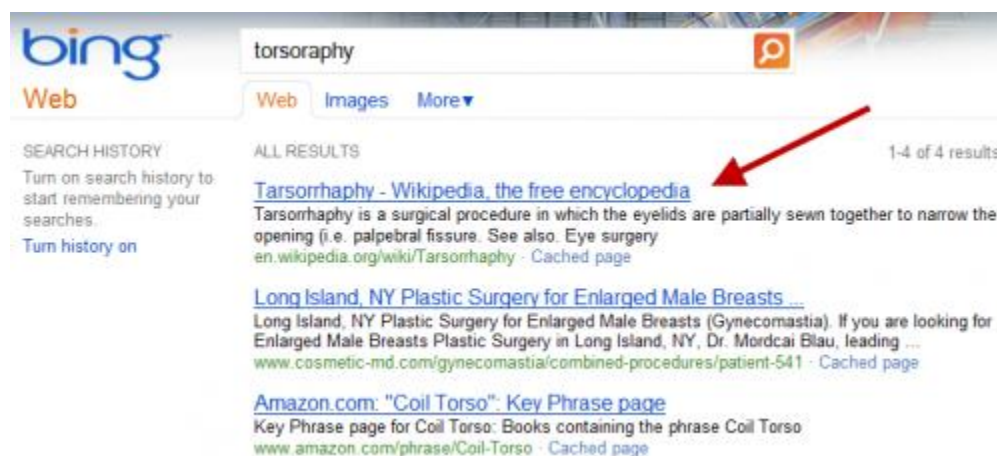 bing
torsoraphy
Web
Web Images More▼
SEARCH HISTORY
Turn on search history to
start remembering your
searches.
Turn history on
ALL RESULTS
1-4 of 4 results
Tarsorrhaphy - Wikipedia, the free encyclopedia
Tarsorrhaphy is a surgical procedure in which the eyelids are partially sewn together to narrow the
opening (i.e. palpebral fissure. See also. Eye surgery
en.wikipedia.org/wiki/Tarsorrhaphy · Cached page
Long Island, NY Plastic Surgery for Enlarged Male Breasts ...
Long Island, NY Plastic Surgery for Enlarged Male Breasts (Gynecomastia). If you are looking for
Enlarged Male Breasts Plastic Surgery in Long Island, NY, Dr. Mordcai Blau, leading ...
www.cosmetic-md.com/gynecomastia/combined-procedures/patient-541 · Cached page
Amazon.com: "Coil Torso": Key Phrase page
Key Phrase page for Coil Torso: Books containing the phrase Coil Torso
www.amazon.com/phrase/Coil-Torso · Cached page